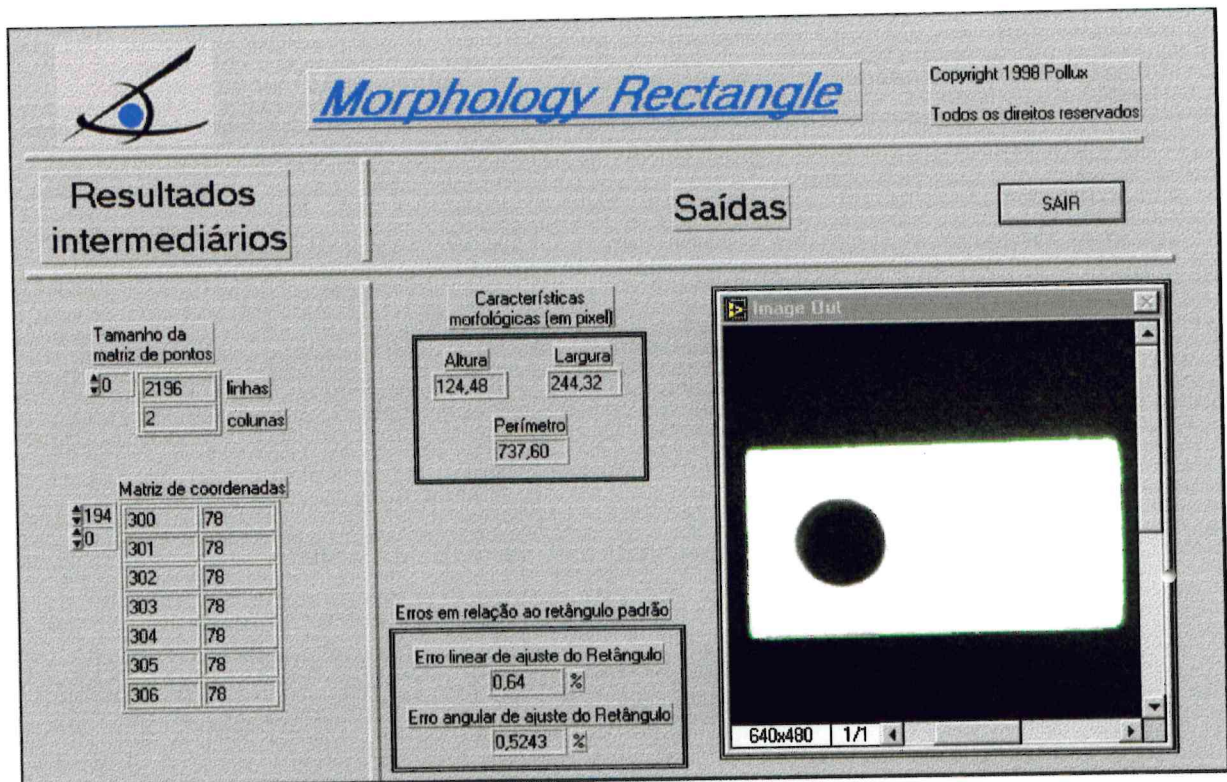 Morphology Rectangle
Copyright 1998 Pollux
Todos os direitos reservados
Resultados
intermediários
Saídas
SAIR
Tamanho da
matriz de pontos
0
2196
linhas
2
colunas
Matriz de coordenadas
194
0
300 78
301 78
302 78
303 78
304 78
305 78
306 78
Características
morfológicas (em pixel)
Altura
Largura
124,48
244,32
Perímetro
737,60
Erros em relação ao retângulo padrão
Erro linear de ajuste do Retângulo
0,64 %
Erro angular de ajuste do Retângulo
0,5243 %
Image Out
640x480 1/1